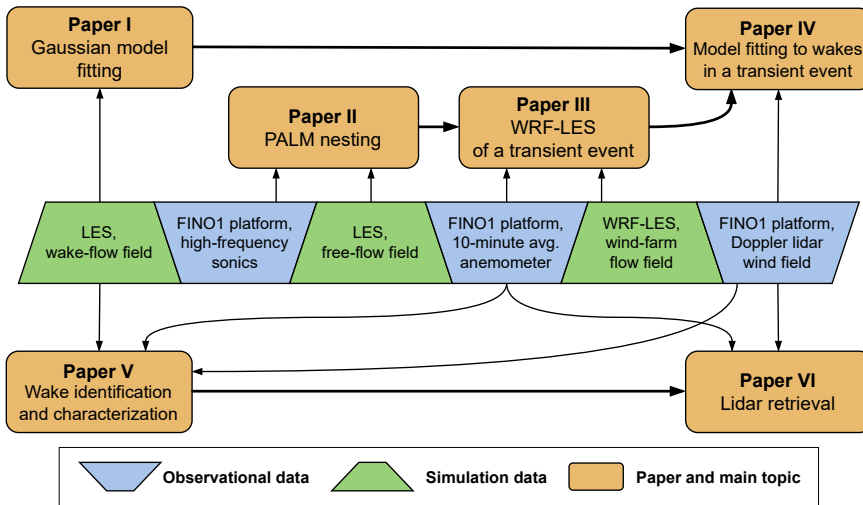 Paper I
Gaussian model
fitting
Paper IV
Model fitting to wakes
in a transient event
Paper II
PALM nesting
Paper III
WRF-LES
of a transient event
LES,
wake-flow field
FINO1 platform,
high-frequency
sonics
LES,
free-flow field
FINO1 platform,
10-minute avg.
anemometer
WRF-LES,
wind-farm
flow field
FINO1 platform,
Doppler lidar
wind field
Paper V
Wake identification
and characterization
Paper VI
Lidar retrieval
Observational data
Simulation data
Paper and main topic